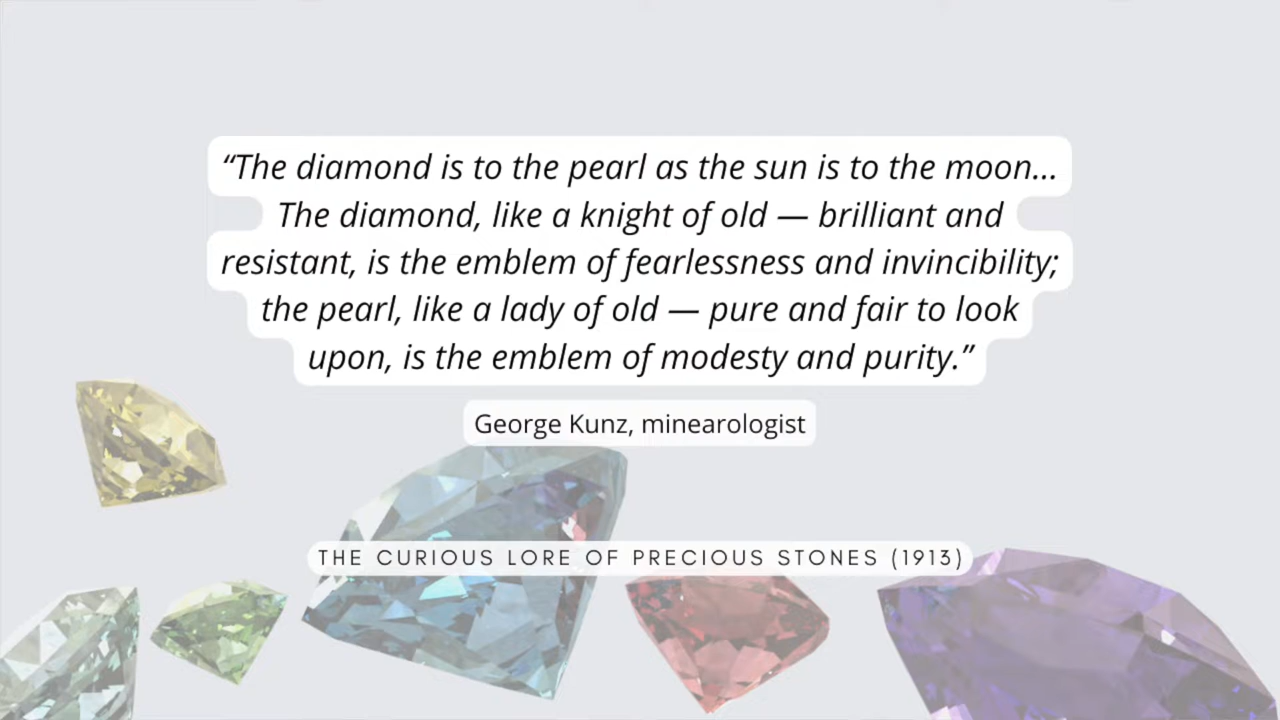 “The diamond is to the pearl as the sun is to the moon...
The diamond, like a knight of old — brilliant and
resistant, is the emblem of fearlessness and invincibility;
the pearl, like a lady of old — pure and fair to look
upon, is the emblem of modesty and purity.”
George Kunz, minearologist
THE CURIOUS LORE OF PRECIOUS STONES (1913)